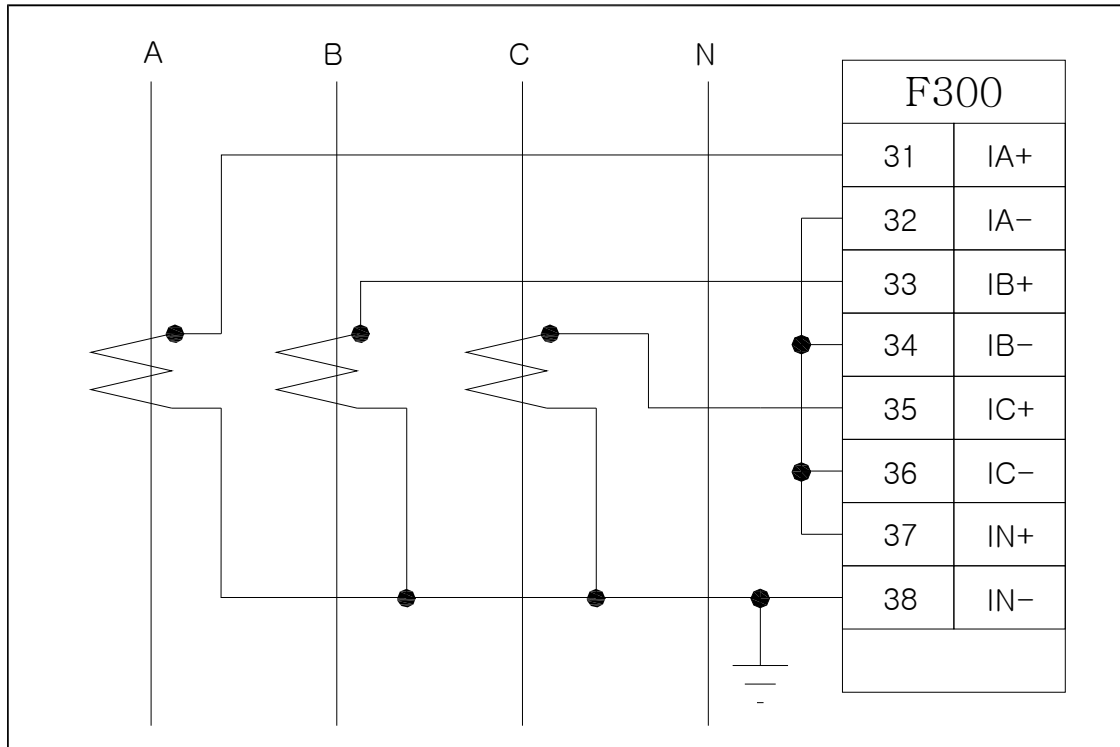 A B C N
F300
31 IA+
32 IA−
33 IB+
34 IB−
35 IC+
36 IC−
37 IN+
38 IN−